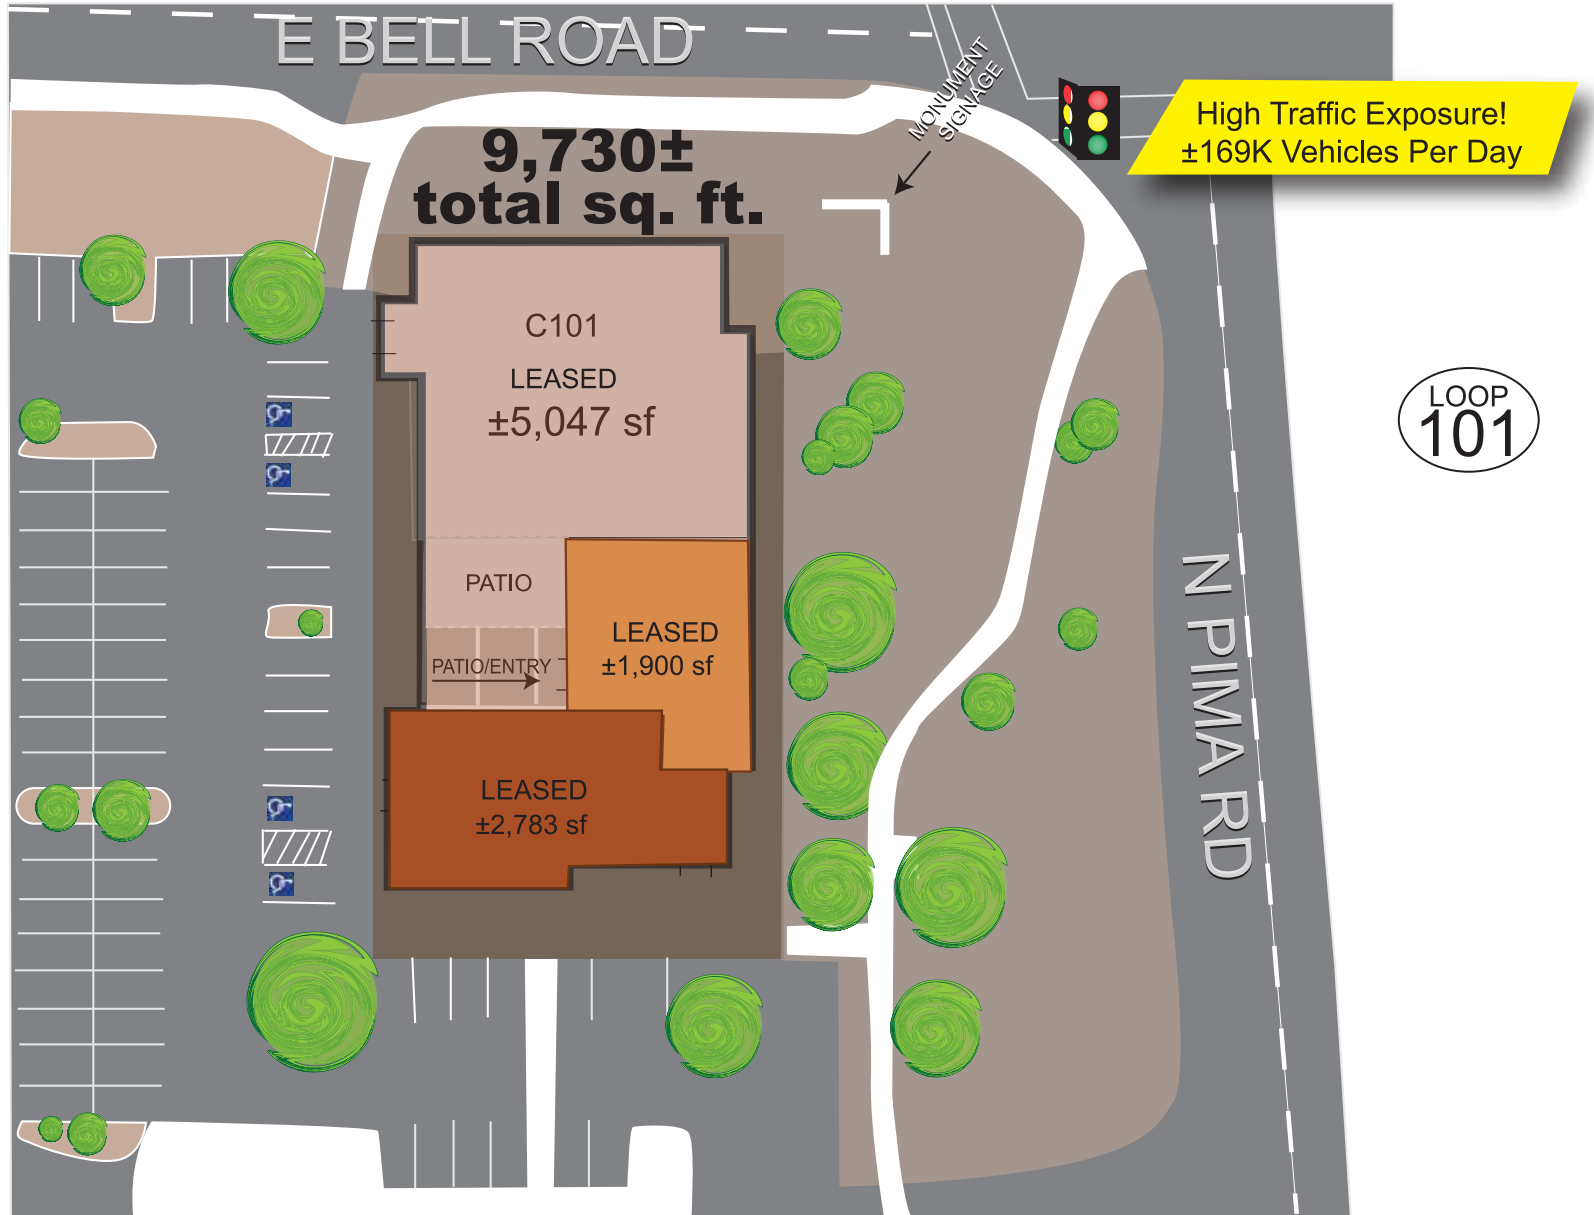 E BELL ROAD
MONUMENT
SIGNAGE
High Traffic Exposure!
±169K Vehicles Per Day
9,730±
total sq. ft.
C101
LEASED
±5,047 sf
LOOP
101
PATIO
LEASED
±1,900 sf
PATIO/ENTRY
N PIMA RD
LEASED
±2,783 sf